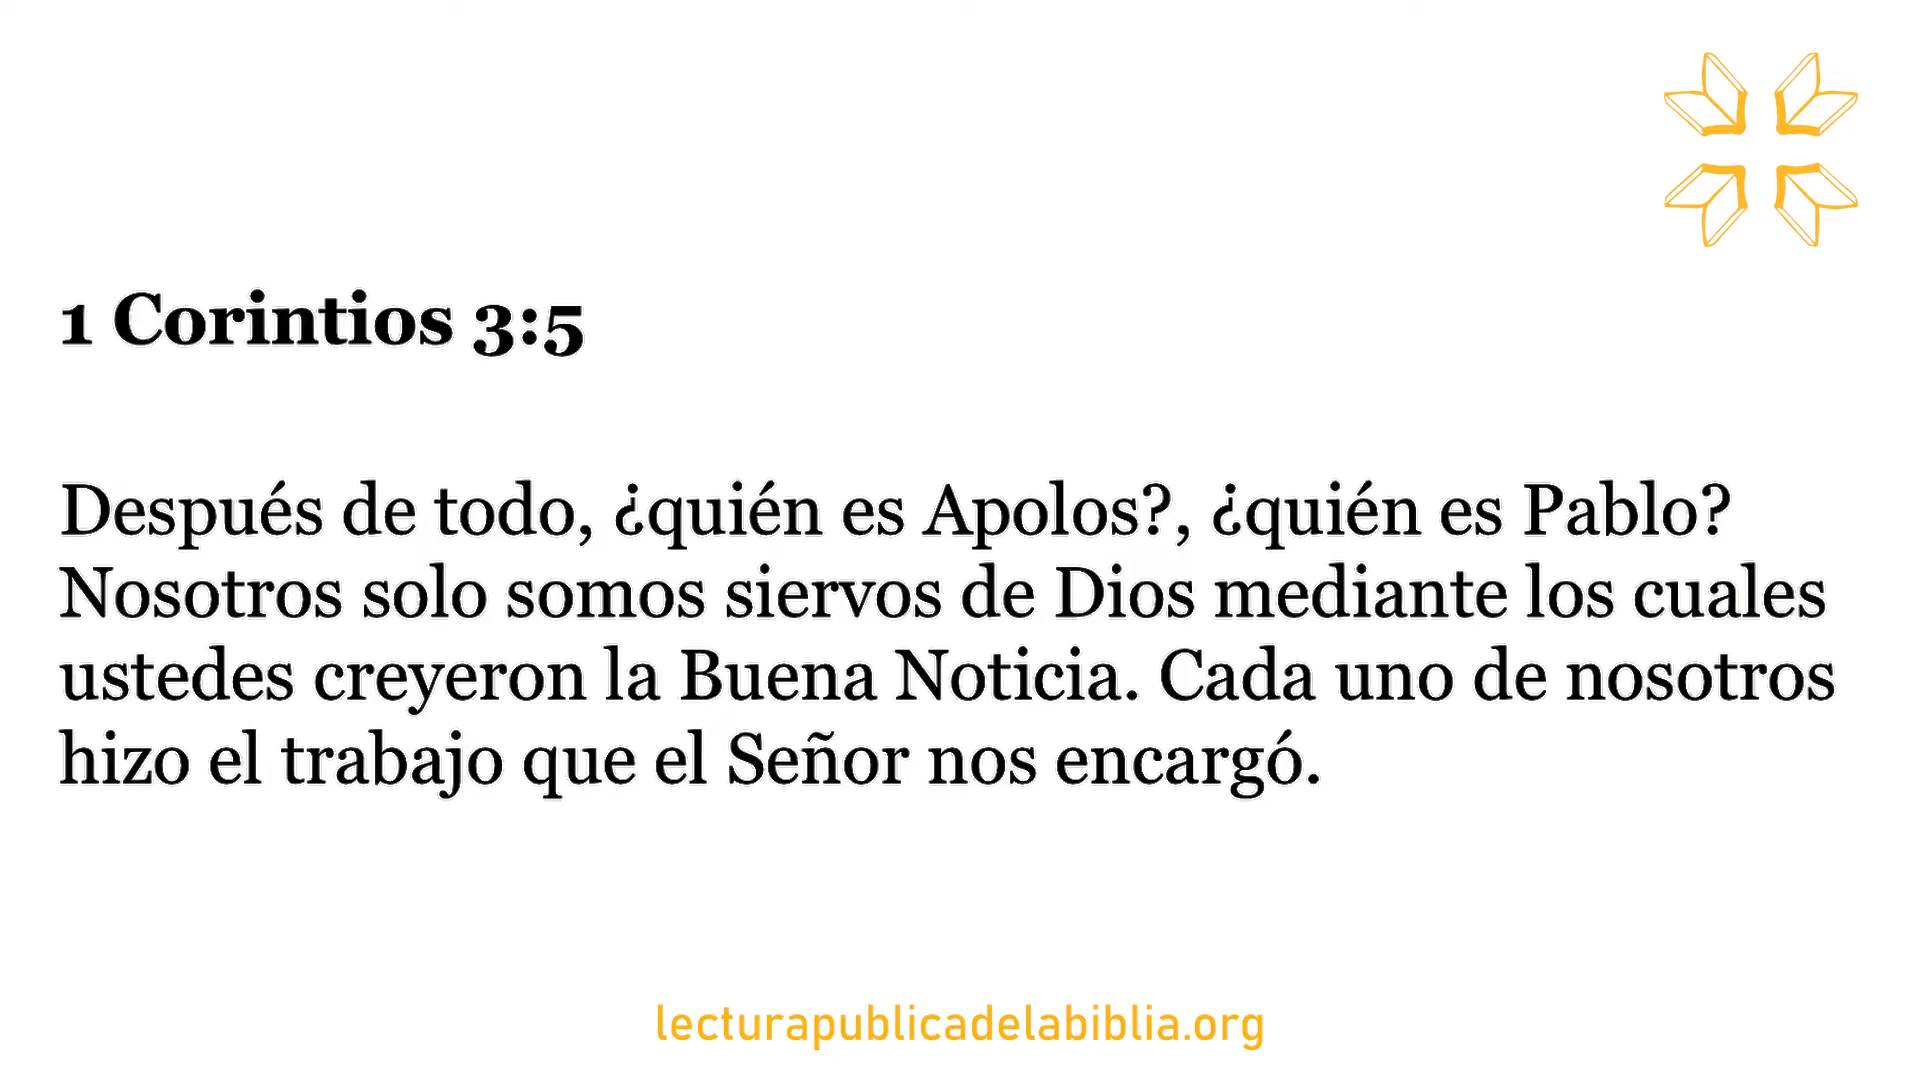 1 Corintios 3:5
Después de todo, ¿quién es Apolos?, ¿quién es Pablo?
Nosotros solo somos siervos de Dios mediante los cuales
ustedes creyeron la Buena Noticia. Cada uno de nosotros
hizo el trabajo que el Señor nos encargó.
lecturapublicadelabiblia.org